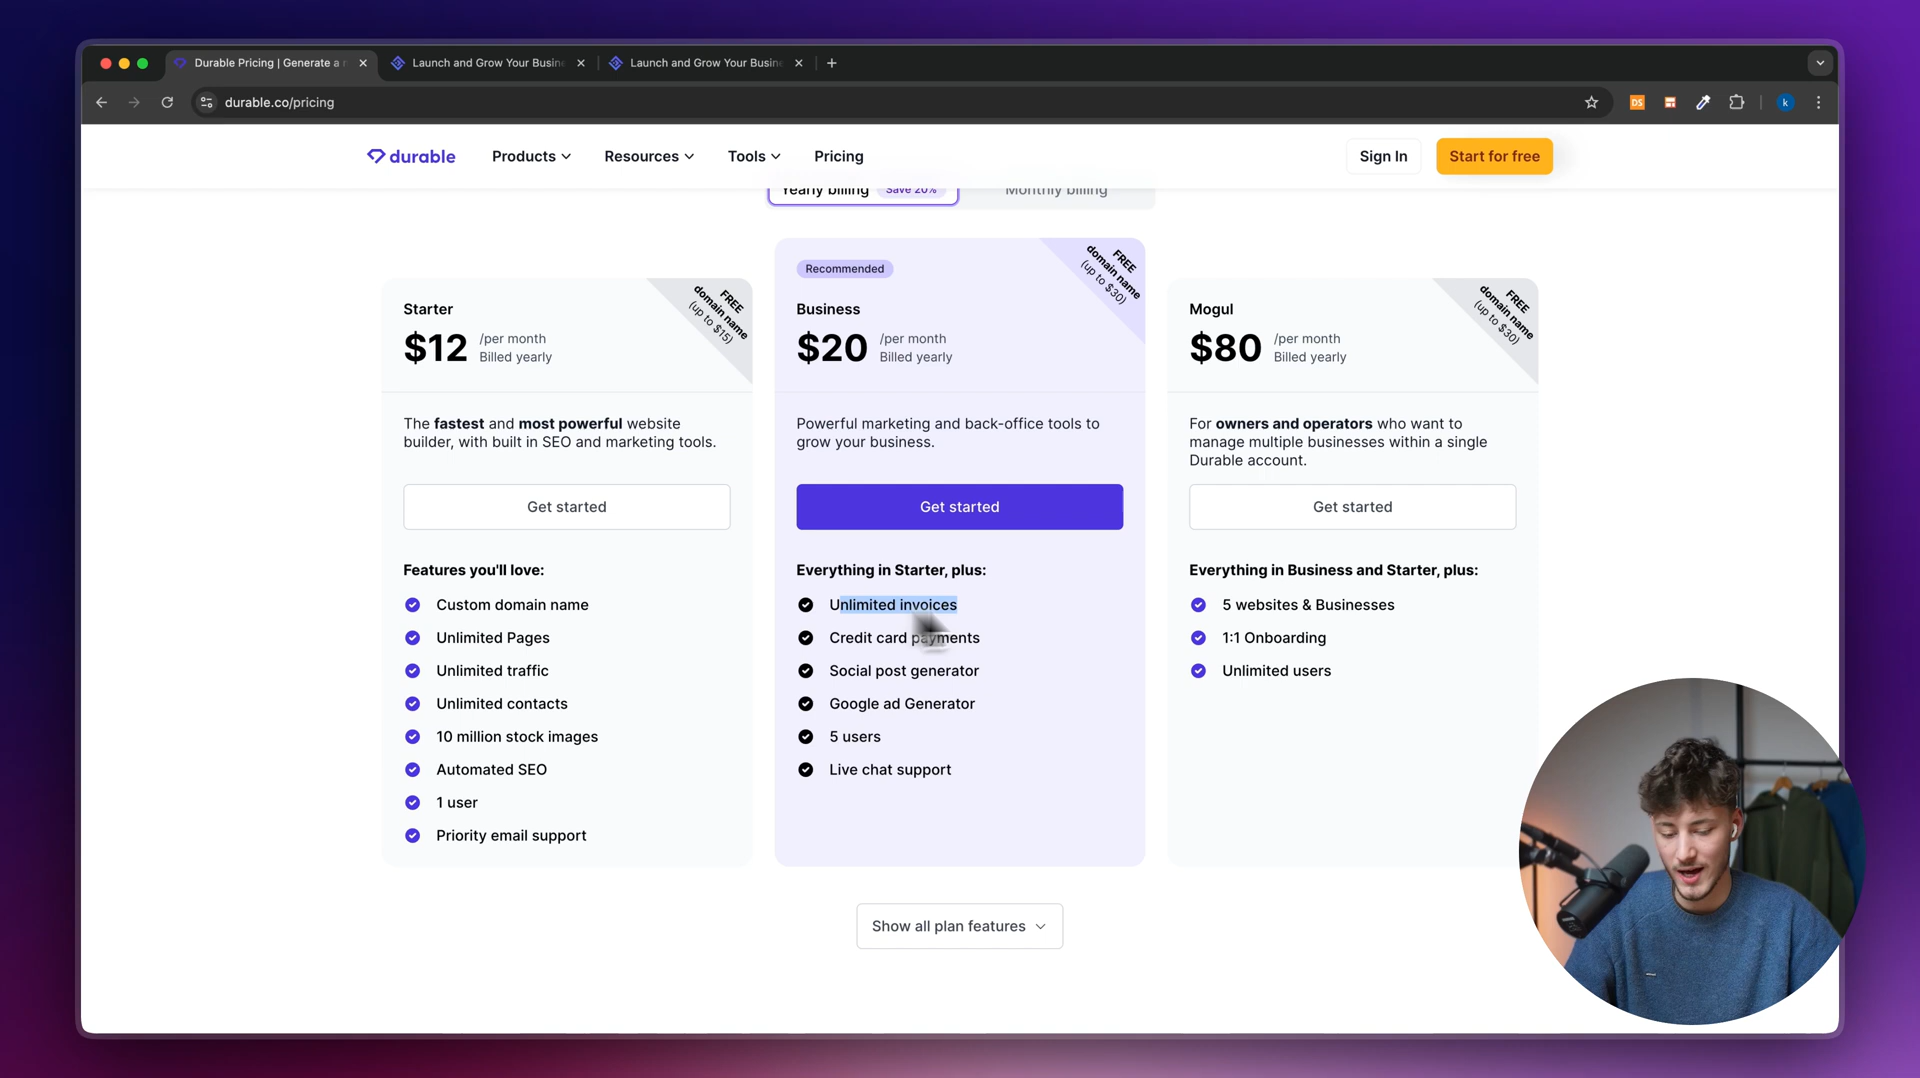 Durable Pricing | Generate a
Launch and Grow Your Busin
Launch and Grow Your Busin
durable.co/pricing
DS
k
durable
Products
Resources
Tools
Pricing
Sign In
Start for free
Yearly billing
Save 20%
Monthly billing
Starter
$12
/per month
Billed yearly
FREE
domain name
(up to $15)
The fastest and most powerful website
builder, with built in SEO and marketing tools.
Get started
Features you'll love:
Custom domain name
Unlimited Pages
Unlimited traffic
Unlimited contacts
10 million stock images
Automated SEO
1 user
Priority email support
Recommended
Business
$20
/per month
Billed yearly
FREE
domain name
(up to $30)
Powerful marketing and back-office tools to
grow your business.
Get started
Everything in Starter, plus:
Unlimited invoices
Credit card payments
Social post generator
Google ad Generator
5 users
Live chat support
Mogul
$80
/per month
Billed yearly
FREE
domain name
(up to $30)
For owners and operators who want to
manage multiple businesses within a single
Durable account.
Get started
Everything in Business and Starter, plus:
5 websites & Businesses
1:1 Onboarding
Unlimited users
Show all plan features